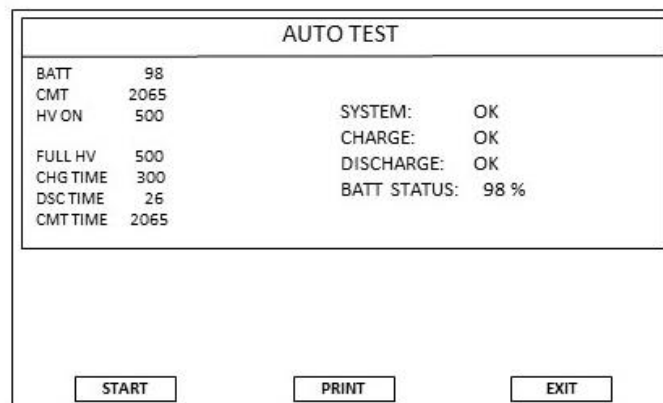 AUTO TEST
BATT 98
CMT 2065
HV ON 500
FULL HV 500
CHG TIME 300
DSC TIME 26
CMT TIME 2065
SYSTEM: OK
CHARGE: OK
DISCHARGE: OK
BATT STATUS: 98 %
START PRINT EXIT